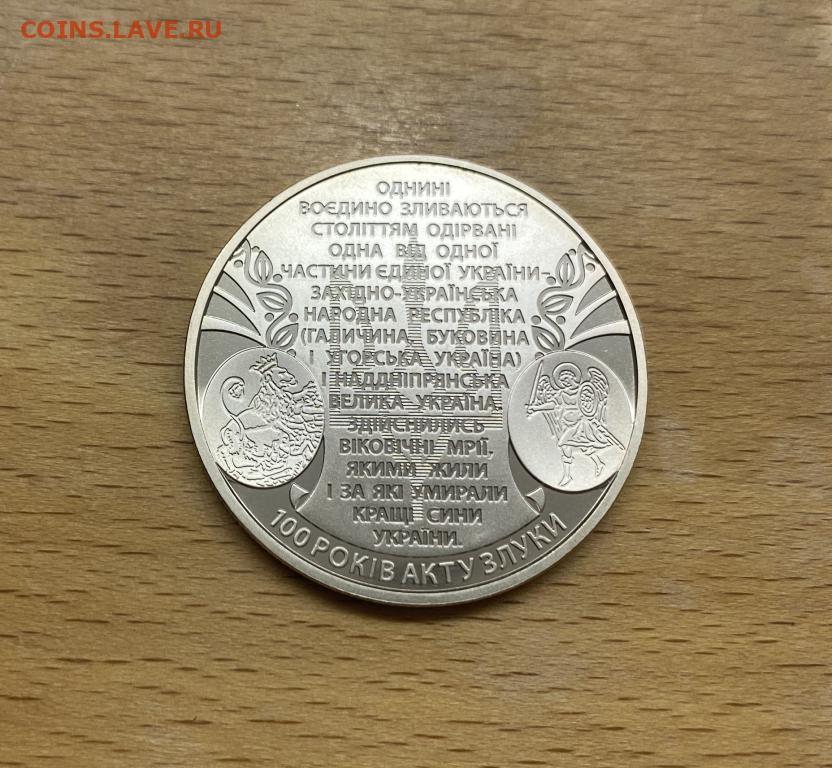 COINS.LAVE.RU
ОДНИНІ
ВОЄДИНО ЗЛИВАЮТЬСЯ
СТОЛІТТЯМ ОДІРВАНІ
ОДНА ВІД ОДНОЇ
ЧАСТИНИ ЄДИНОЇ УКРАЇНИ-
ЗАХІДНО-УКРАЇНСЬКА
НАРОДНА РЕСПУБЛІКА
(ГАЛИЧИНА, БУКОВИНА
І УГОРСЬКА УКРАЇНА)
І НАДДНІПРЯНСЬКА
ВЕЛИКА УКРАЇНА.
ЗДІЙСНИЛИСЬ
ВІКОВІЧНІ МРІЇ,
ЯКИМИ ЖИЛИ
І ЗА ЯКІ УМИРАЛИ
КРАЩІ СИНИ
УКРАЇНИ.
100 РОКІВ АКТУ ЗЛУКИ